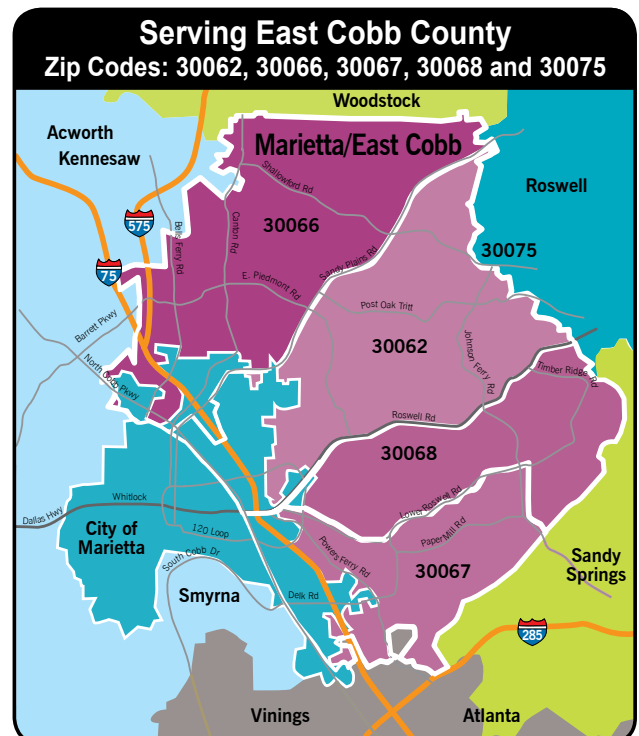 Serving East Cobb County
Zip Codes: 30062, 30066, 30067, 30068 and 30075
Woodstock
Acworth
Kennesaw
Marietta/East Cobb
Roswell
Shallowford Rd
575
Bells Ferry Rd
Canton Rd
30066
30075
75
Sandy Plains Rd
E. Piedmont Rd
Post Oak Tritt
Barrett Pkwy
30062
Johnson Ferry Rd
North Cobb Pkwy
Timber Ridge Rd
Roswell Rd
30068
Whitlock
Dallas Hwy
Lower Roswell Rd
City of
Marietta
120 Loop
Paper Mill Rd
Powers Ferry Rd
South Cobb Dr
30067
Sandy
Springs
Smyrna
Delk Rd
285
Vinings
Atlanta